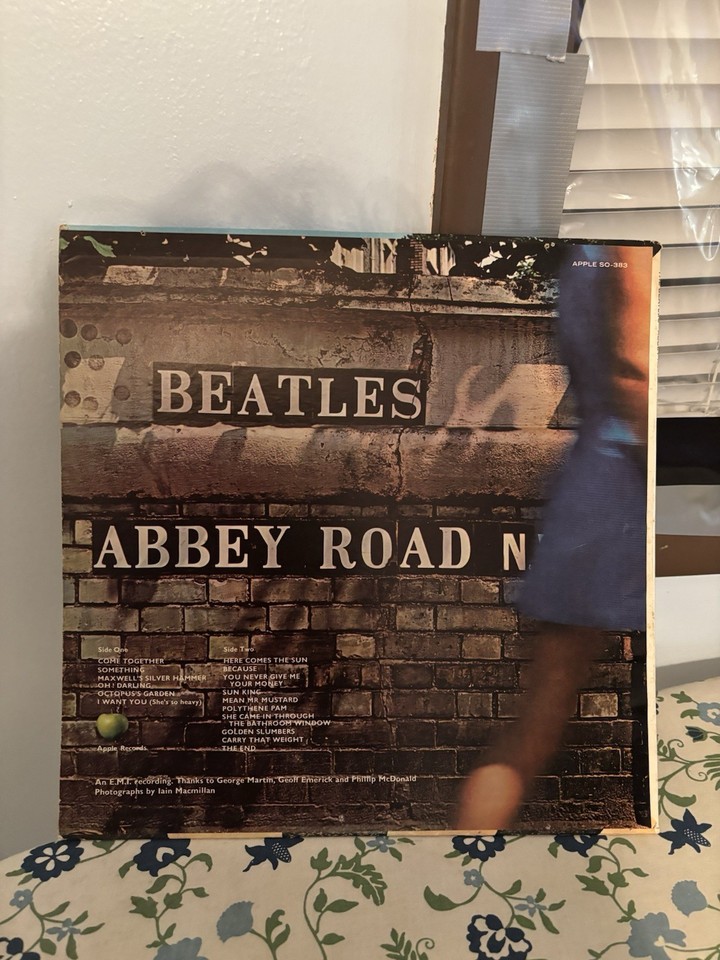 APPLE SO-383
BEATLES
ABBEY ROAD N
Side One
COME TOGETHER
SOMETHING
MAXWELL'S SILVER HAMMER
OH! DARLING
OCTOPUS'S GARDEN
I WANT YOU (She's so heavy)
Apple Records
Side Two
HERE COMES THE SUN
BECAUSE
YOU NEVER GIVE ME
YOUR MONEY
SUN KING
MEAN MR MUSTARD
POLYTHENE PAM
SHE CAME IN THROUGH
THE BATHROOM WINDOW
GOLDEN SLUMBERS
CARRY THAT WEIGHT
THE END
An E.M.I. recording. Thanks to George Martin, Geoff Emerick and Phillip McDonald
Photographs by Iain Macmillan